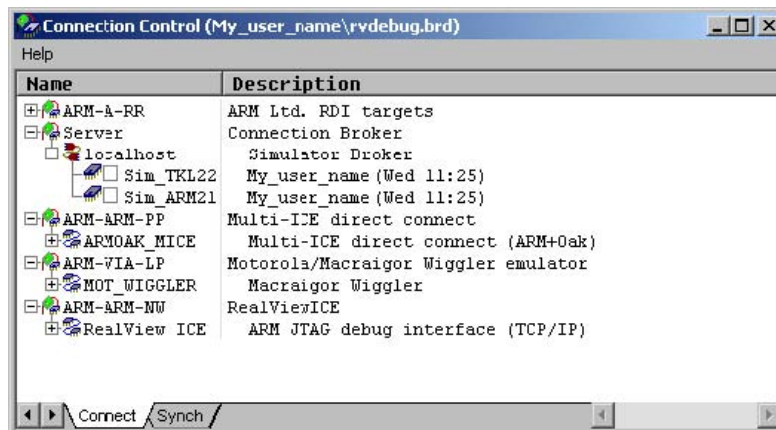 Connection Control (My_user_name\rvdebug.brd)
Help
Name Description
ARM-A-RR ARM Ltd. RDI targets
Server Connection Broker
localhost Simulator Broker
Sim_TKL22 My_user_name (Wed 11:25)
Sim_ARM21 My_user_name (Wed 11:25)
ARM-ARM-PP Multi-ICE direct connect
ARMOAK_MICE Multi-ICE direct connect (ARM+Oak)
ARM-VIA-LP Motorola/Macraigor Wiggler emulator
MOT_WIGGLER Macraigor Wiggler
ARM-ARM-NW RealViewICE
RealView ICE ARM JTAG debug interface (TCP/IP)
Connect Synch